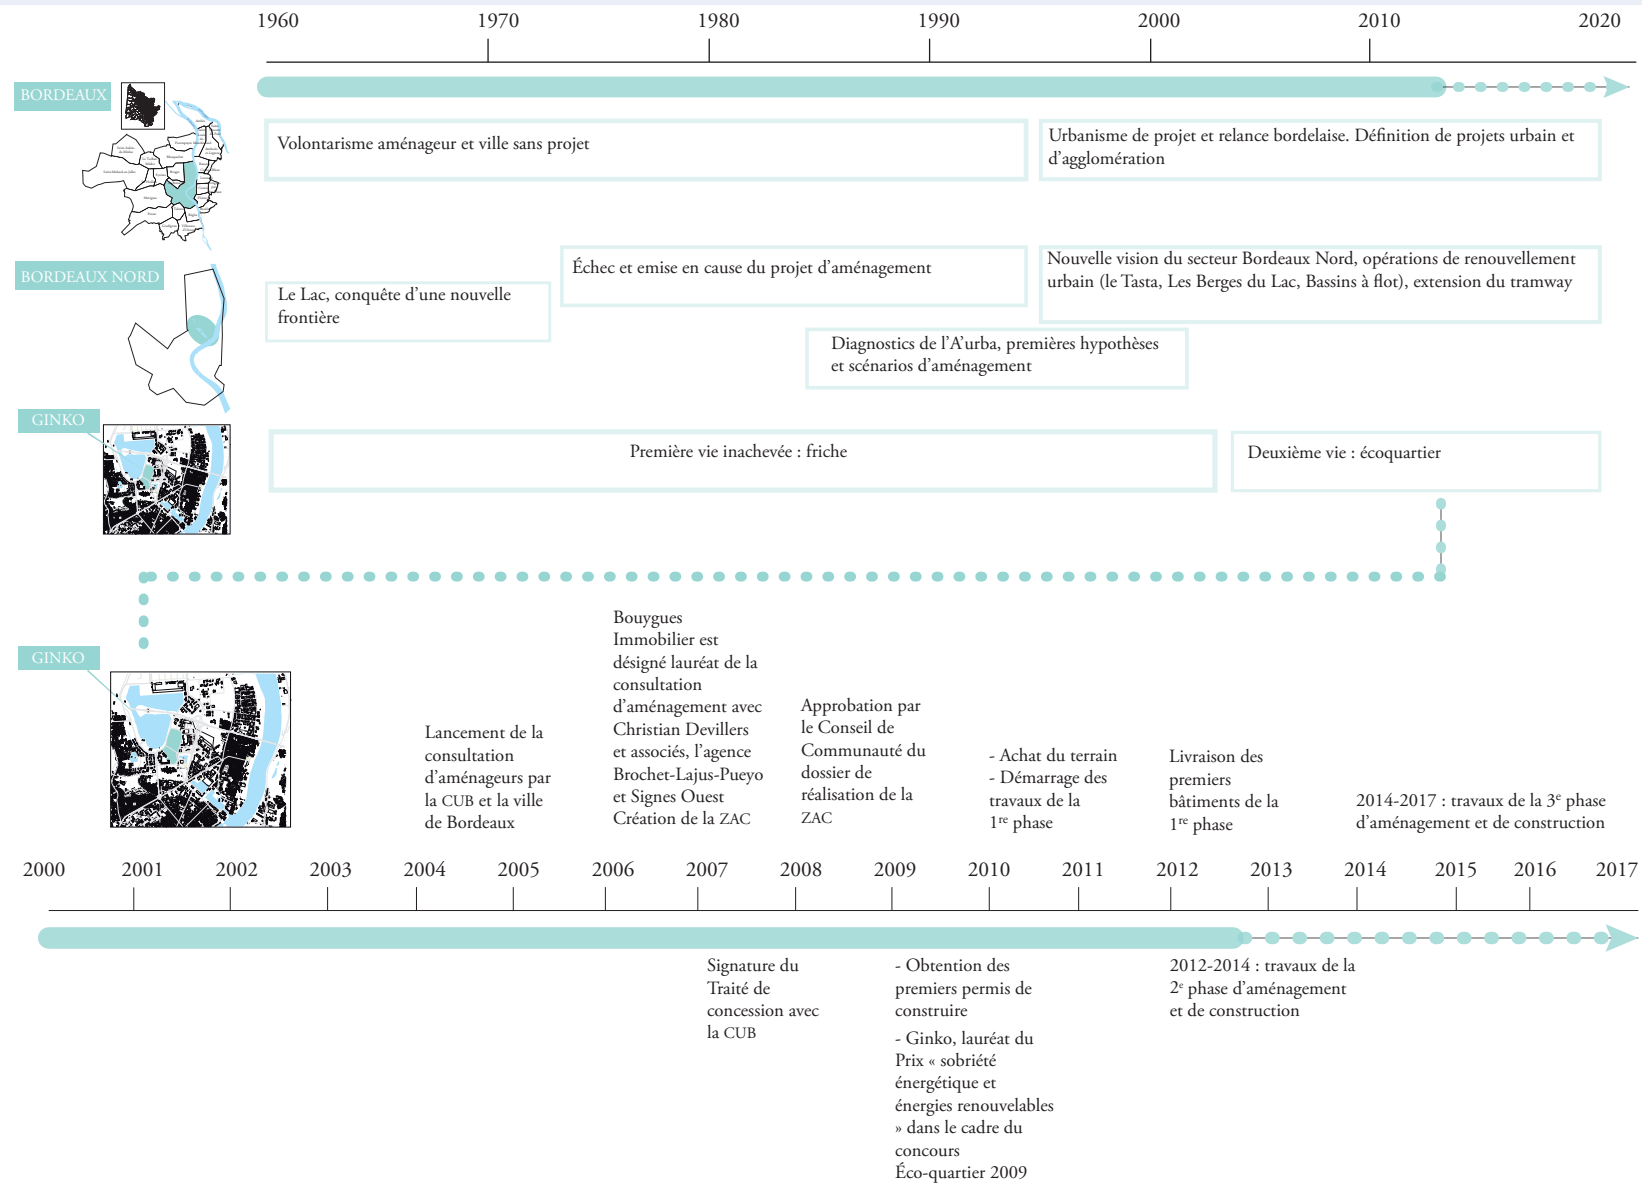 1960 1970 1980 1990 2000 2010 2020
BORDEAUX
Volontarisme aménageur et ville sans projet
Urbanisme de projet et relance bordelaise. Définition de projets urbain et
d’agglomération
BORDEAUX NORD
Le Lac, conquête d’une nouvelle
frontière
Échec et emise en cause du projet d’aménagement
Nouvelle vision du secteur Bordeaux Nord, opérations de renouvellement
urbain (le Tasta, Les Berges du Lac, Bassins à flot), extension du tramway
Diagnostics de l’A’urba, premières hypothèses
et scénarios d’aménagement
GINKO
Première vie inachevée : friche
Deuxième vie : écoquartier
GINKO
Lancement de la
consultation
d’aménageurs par
la CUB et la ville
de Bordeaux
Bouygues
Immobilier est
désigné lauréat de la
consultation
d’aménagement avec
Christian Devillers
et associés, l’agence
Brochet-Lajus-Pueyo
et Signes Ouest
Création de la ZAC
Approbation par
le Conseil de
Communauté du
dossier de
réalisation de la
ZAC
- Achat du terrain
- Démarrage des
travaux de la
1re phase
Livraison des
premiers
bâtiments de la
1re phase
2014-2017 : travaux de la 3e phase
d’aménagement et de construction
2000 2001 2002 2003 2004 2005 2006 2007 2008 2009 2010 2011 2012 2013 2014 2015 2016 2017
Signature du
Traité de
concession avec
la CUB
- Obtention des
premiers permis de
construire
- Ginko, lauréat du
Prix « sobriété
énergétique et
énergies renouvelables
» dans le cadre du
concours
Éco-quartier 2009
2012-2014 : travaux de la
2e phase d’aménagement
et de construction